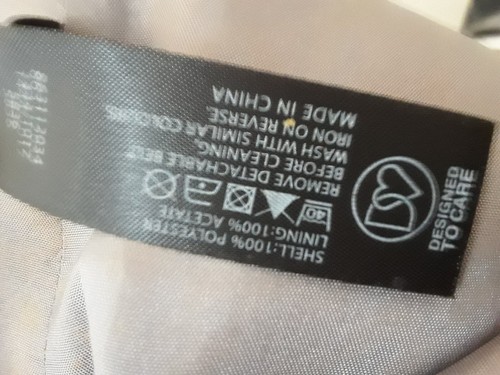 SHELL:100% POLYESTER
LINING:100% ACETATE
40
REMOVE DETACHABLE BELT
BEFORE CLEANING.
WASH WITH SIMILAR COLOURS.
IRON ON REVERSE.
MADE IN CHINA
DESIGNED
TO CARE